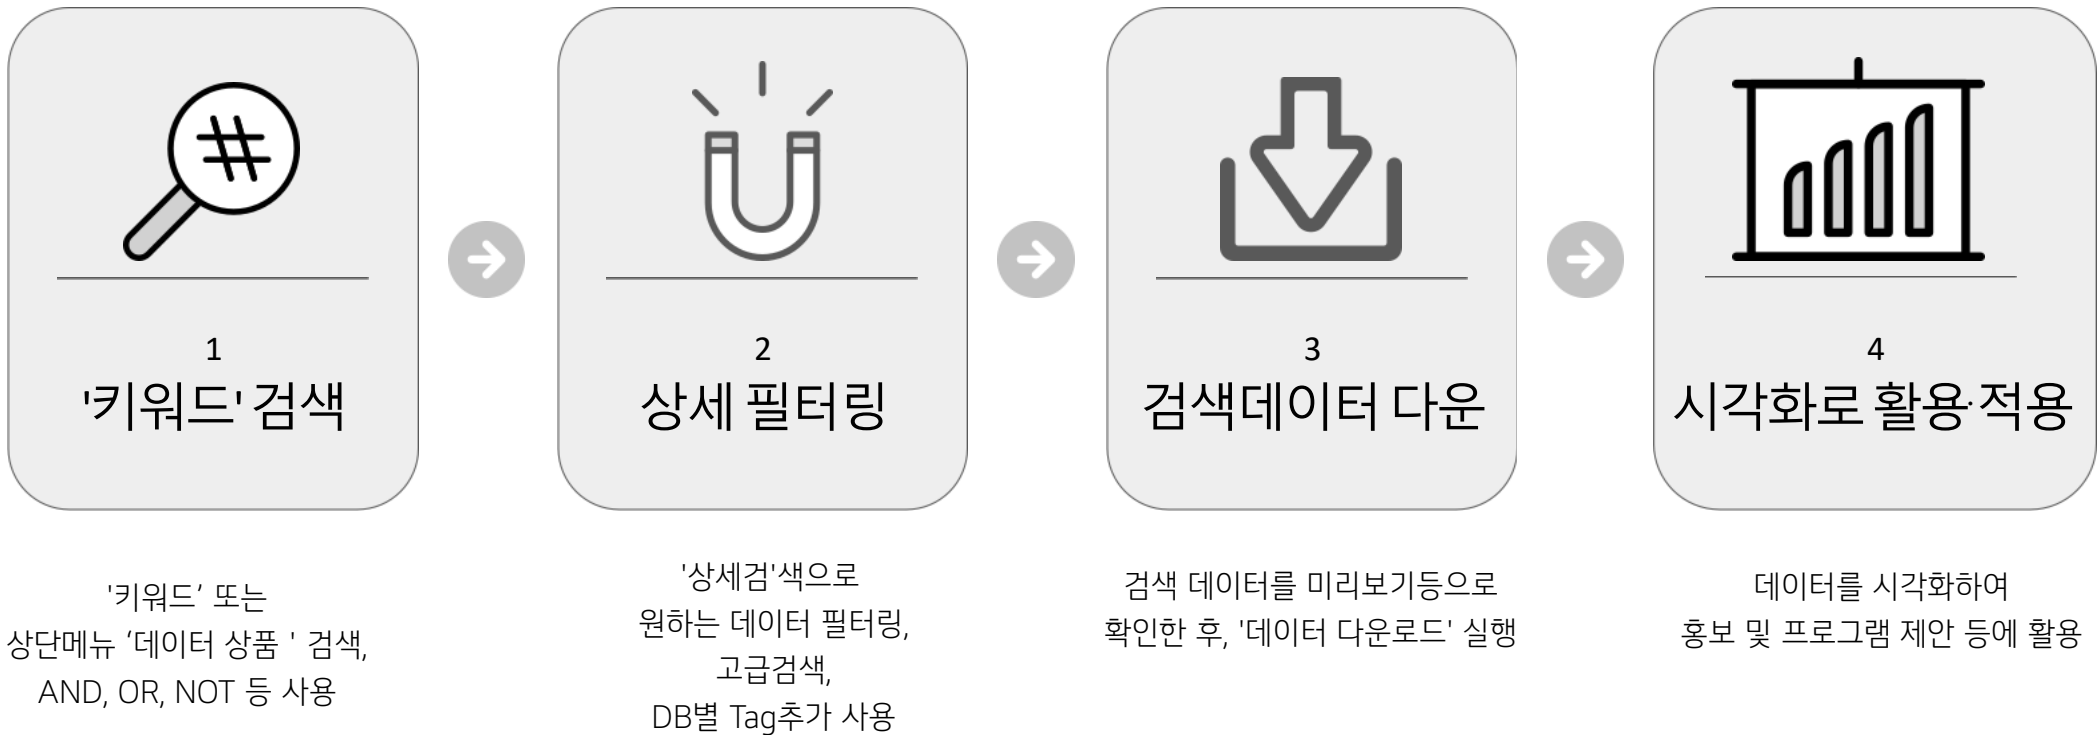 1
'키워드' 검색
'키워드’ 또는
상단메뉴 ‘데이터 상품 ' 검색,
AND, OR, NOT 등 사용
2
상세 필터링
'상세검'색으로
원하는 데이터 필터링,
고급검색,
DB별 Tag추가 사용
3
검색데이터 다운
검색 데이터를 미리보기등으로
확인한 후, '데이터 다운로드' 실행
4
시각화로 활용·적용
데이터를 시각화하여
홍보 및 프로그램 제안 등에 활용